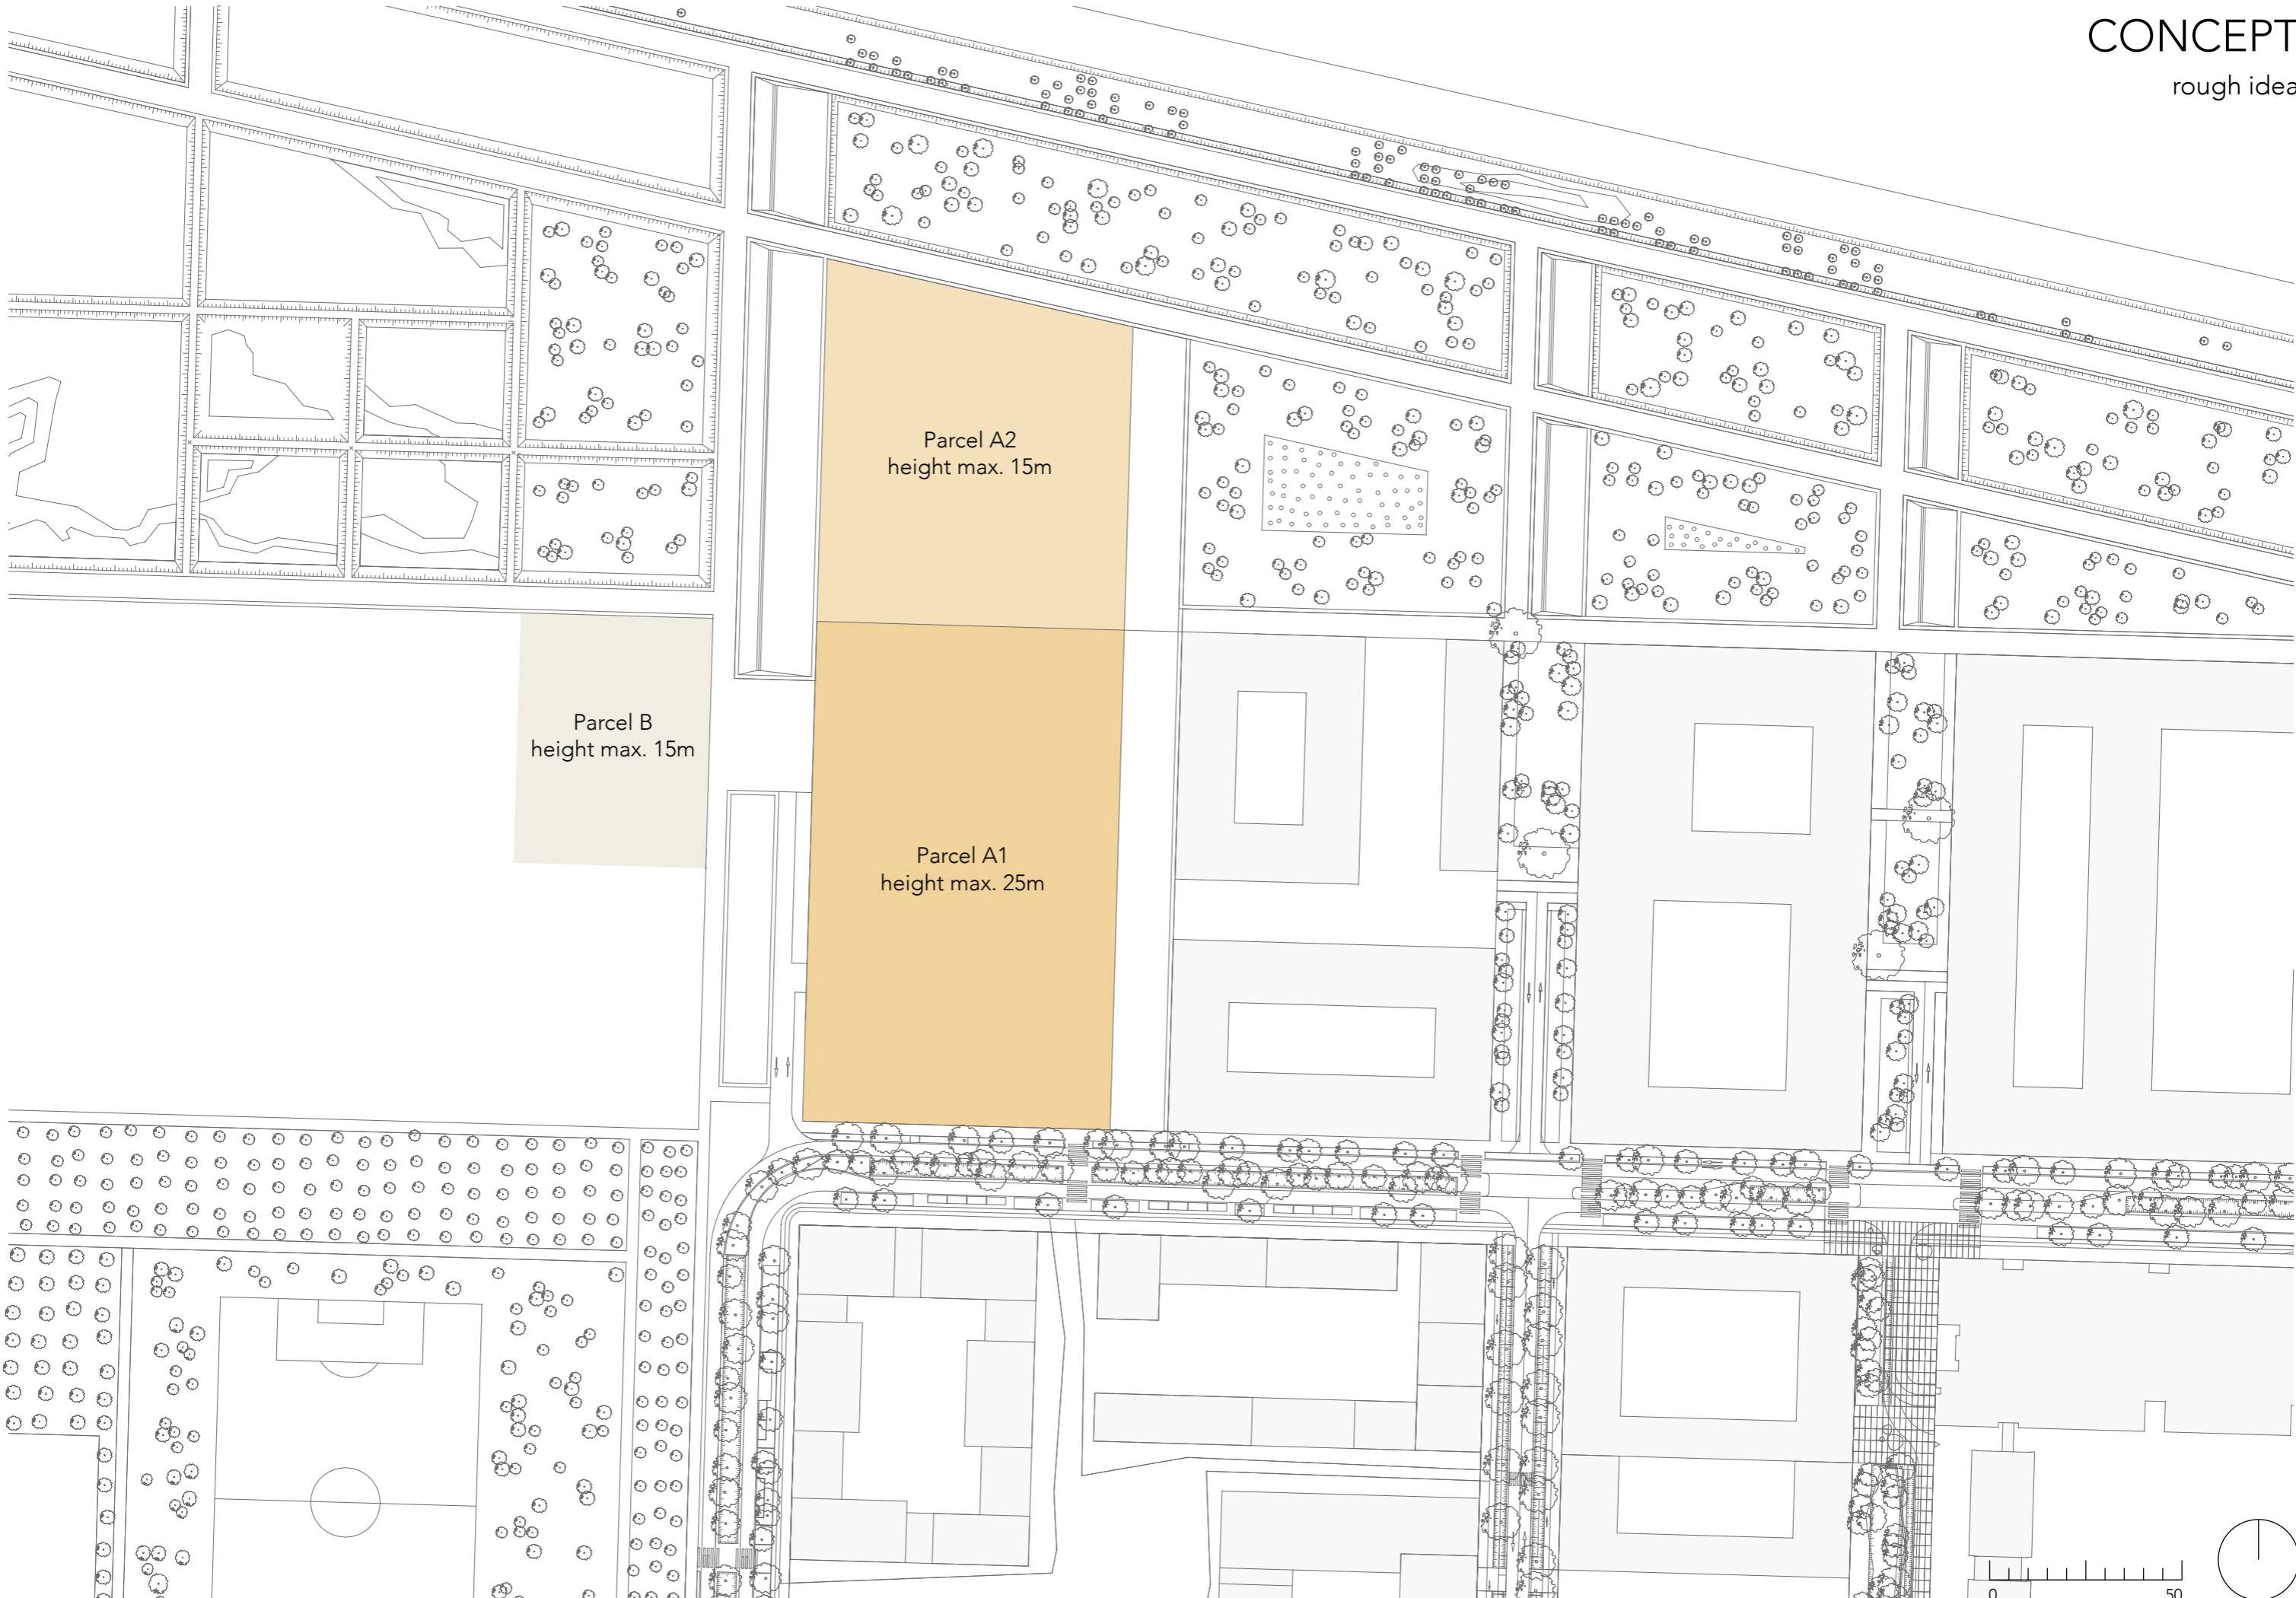 CONCEPT
rough idea
Parcel A2
height max. 15m
Parcel B
height max. 15m
Parcel A1
height max. 25m
0 50